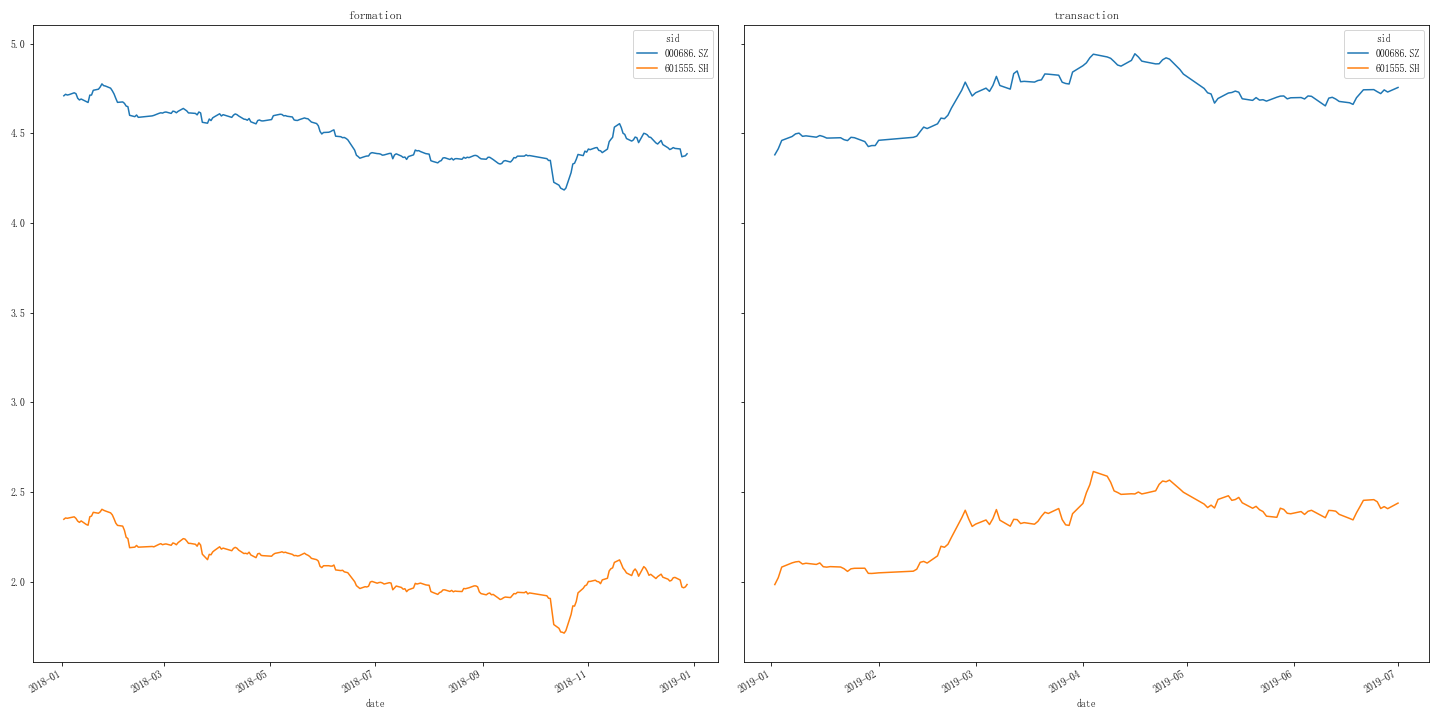 formation
transaction
sid
000686.SZ
601555.SH
sid
000686.SZ
601555.SH
5.0
4.5
4.0
3.5
3.0
2.5
2.0
2018-01
2018-03
2018-05
2018-07
2018-09
2018-11
2019-01
2019-01
2019-02
2019-03
2019-04
2019-05
2019-06
2019-07
date
date